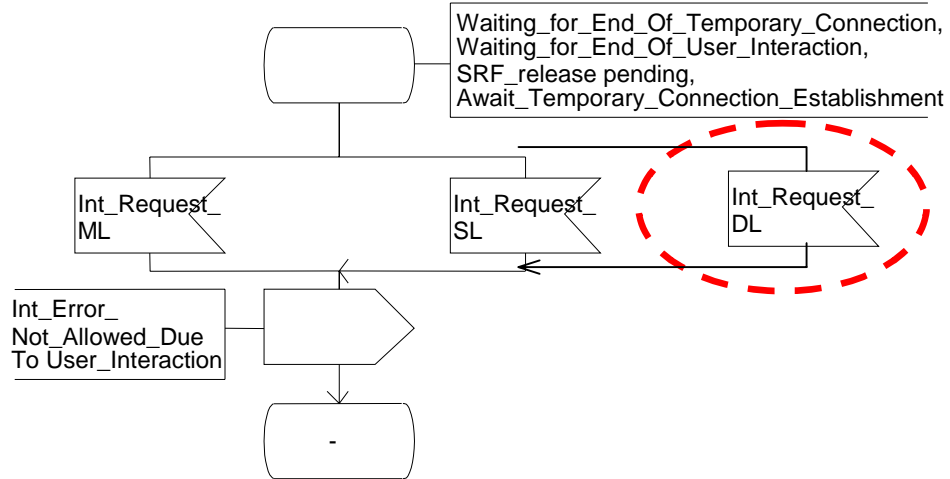 Waiting_for_End_Of_Temporary_Connection,
Waiting_for_End_Of_User_Interaction,
SRF_release pending,
Await_Temporary_Connection_Establishment
Int_Request_
ML
Int_Request_
SL
Int_Request_
DL
Int_Error_
Not_Allowed_Due
To User_Interaction
-